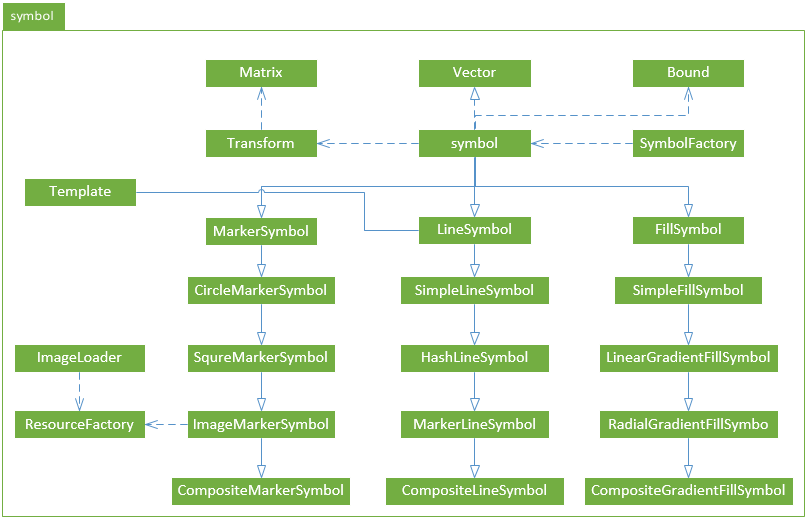 symbol
Matrix
Vector
Bound
Transform
symbol
SymbolFactory
Template
MarkerSymbol
LineSymbol
FillSymbol
CircleMarkerSymbol
SimpleLineSymbol
SimpleFillSymbol
ImageLoader
SqureMarkerSymbol
HashLineSymbol
LinearGradientFillSymbol
ResourceFactory
ImageMarkerSymbol
MarkerLineSymbol
RadialGradientFillSymbo
CompositeMarkerSymbol
CompositeLineSymbol
CompositeGradientFillSymbol